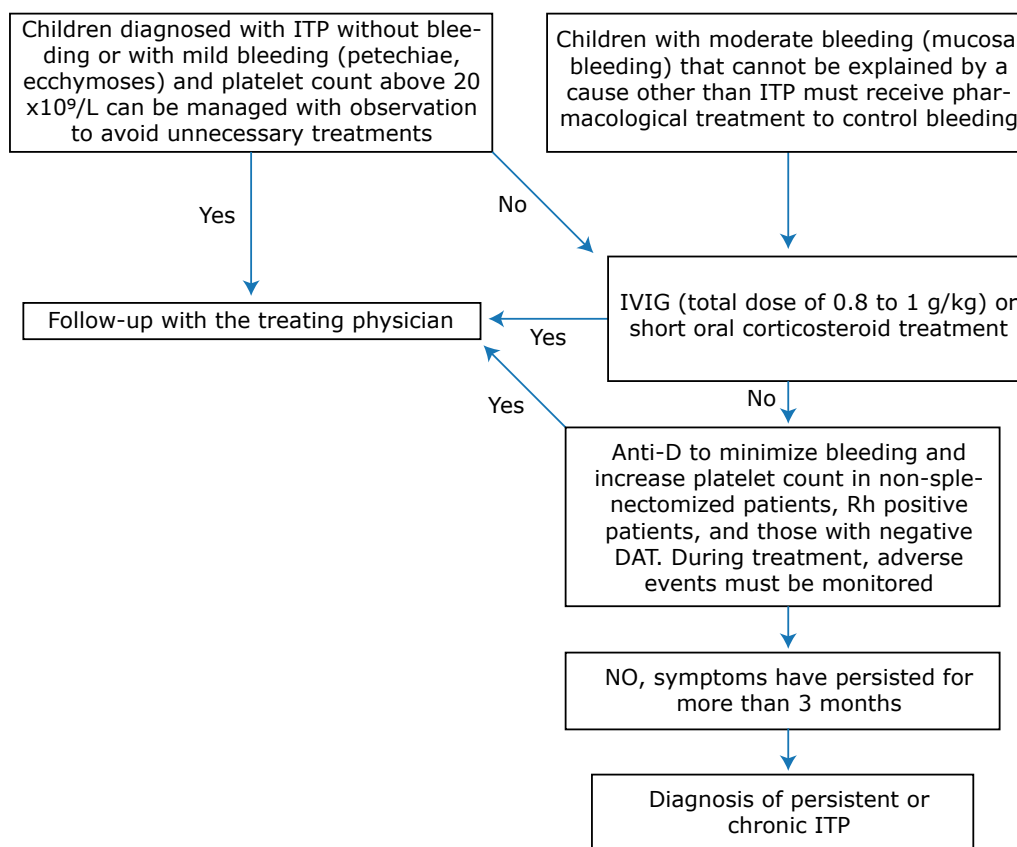 Children diagnosed with ITP without blee-
ding or with mild bleeding (petechiae,
ecchymoses) and platelet count above 20
x10⁹/L can be managed with observation
to avoid unnecessary treatments
Children with moderate bleeding (mucosa
bleeding) that cannot be explained by a
cause other than ITP must receive phar-
macological treatment to control bleeding
Yes
No
IVIG (total dose of 0.8 to 1 g/kg) or
short oral corticosteroid treatment
Follow-up with the treating physician
Yes
No
Yes
Anti-D to minimize bleeding and
increase platelet count in non-sple-
nectomized patients, Rh positive
patients, and those with negative
DAT. During treatment, adverse
events must be monitored
NO, symptoms have persisted for
more than 3 months
Diagnosis of persistent or
chronic ITP